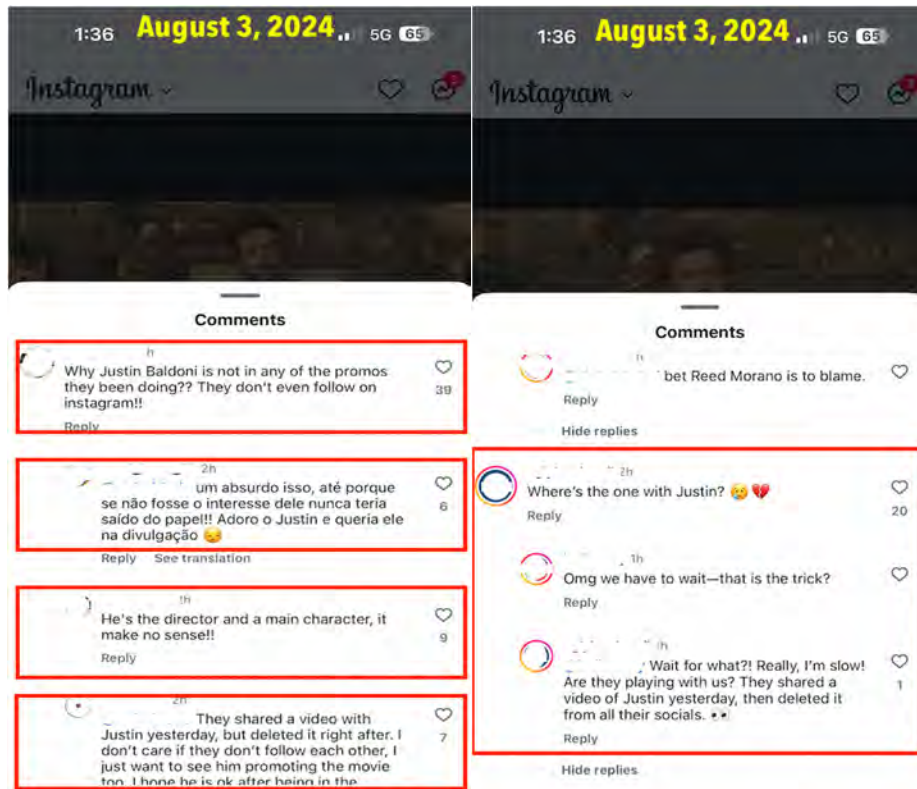 1:36 August 3, 2024 5G 65
Instagram
Comments
h
Why Justin Baldoni is not in any of the promos
they been doing?? They don't even follow on
instagram!!
39
Reply
2h
um absurdo isso, até porque
se não fosse o interesse dele nunca teria
saído do papel!! Adoro o Justin e queria ele
na divulgação 😔
6
Reply See translation
1h
He's the director and a main character, it
make no sense!!
9
Reply
2h
They shared a video with
Justin yesterday, but deleted it right after. I
don't care if they don't follow each other, I
just want to see him promoting the movie
too. I hope he is ok after being in the
7
1:36 August 3, 2024 5G 65
Instagram
Comments
1h
bet Reed Morano is to blame.
Reply
Hide replies
2h
Where's the one with Justin? 😢💔
20
Reply
1h
Omg we have to wait—that is the trick?
Reply
1h
Wait for what?! Really, I'm slow!
Are they playing with us? They shared a
video of Justin yesterday, then deleted it
from all their socials. 👀
1
Reply
Hide replies